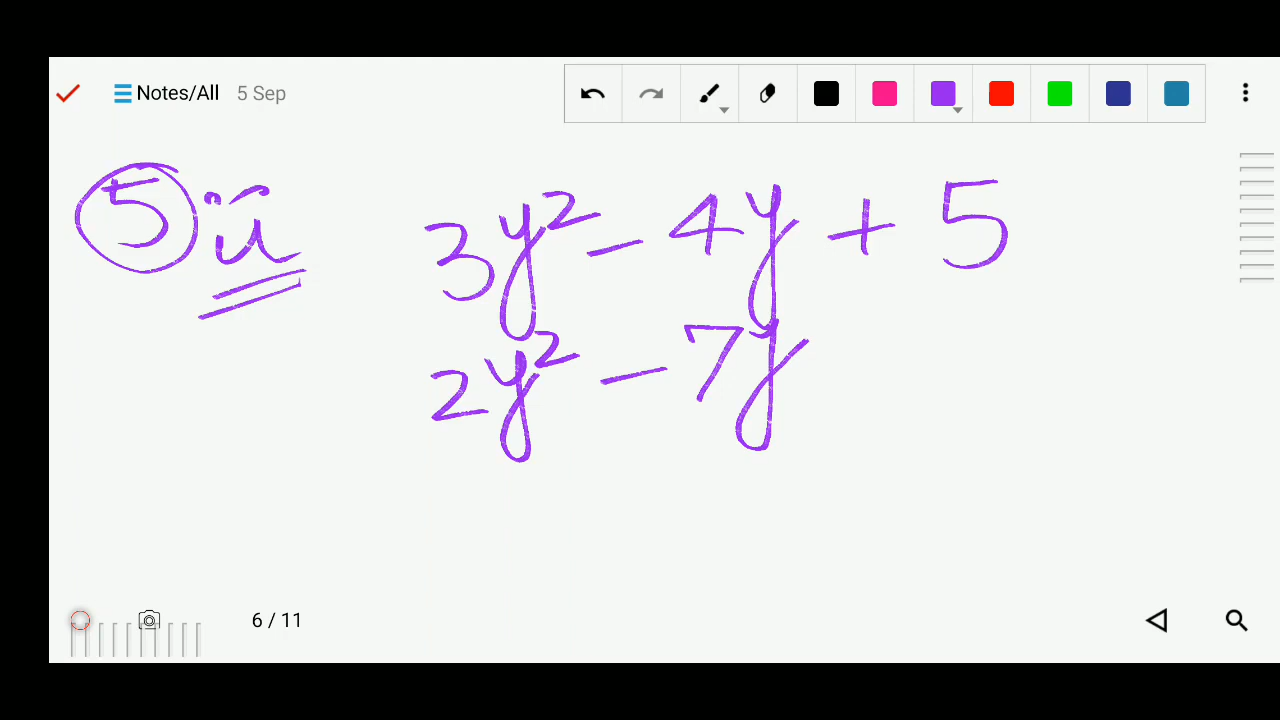 Notes/All 5 Sep
5 ii 3y² - 4y + 5
2y² - 7y
6 / 11